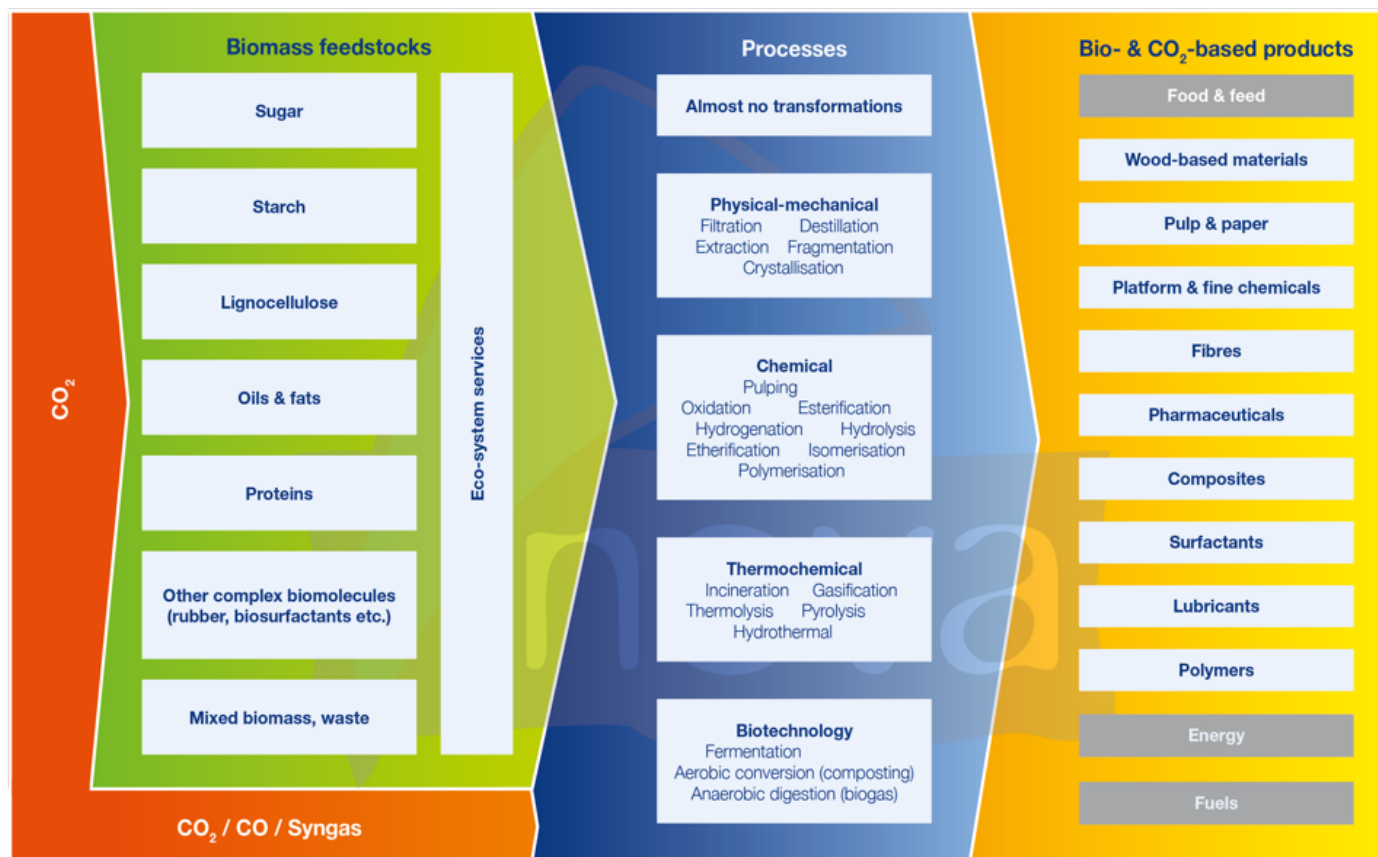 CO₂
Biomass feedstocks
Sugar
Starch
Lignocellulose
Oils & fats
Proteins
Other complex biomolecules
(rubber, biosurfactants etc.)
Mixed biomass, waste
Eco-system services
CO₂ / CO / Syngas
Processes
Almost no transformations
Physical-mechanical
Filtration Destillation
Extraction Fragmentation
Crystallisation
Chemical
Pulping
Oxidation Esterification
Hydrogenation Hydrolysis
Etherification Isomerisation
Polymerisation
Thermochemical
Incineration Gasification
Thermolysis Pyrolysis
Hydrothermal
Biotechnology
Fermentation
Aerobic conversion (composting)
Anaerobic digestion (biogas)
Bio- & CO₂-based products
Food & feed
Wood-based materials
Pulp & paper
Platform & fine chemicals
Fibres
Pharmaceuticals
Composites
Surfactants
Lubricants
Polymers
Energy
Fuels
nova